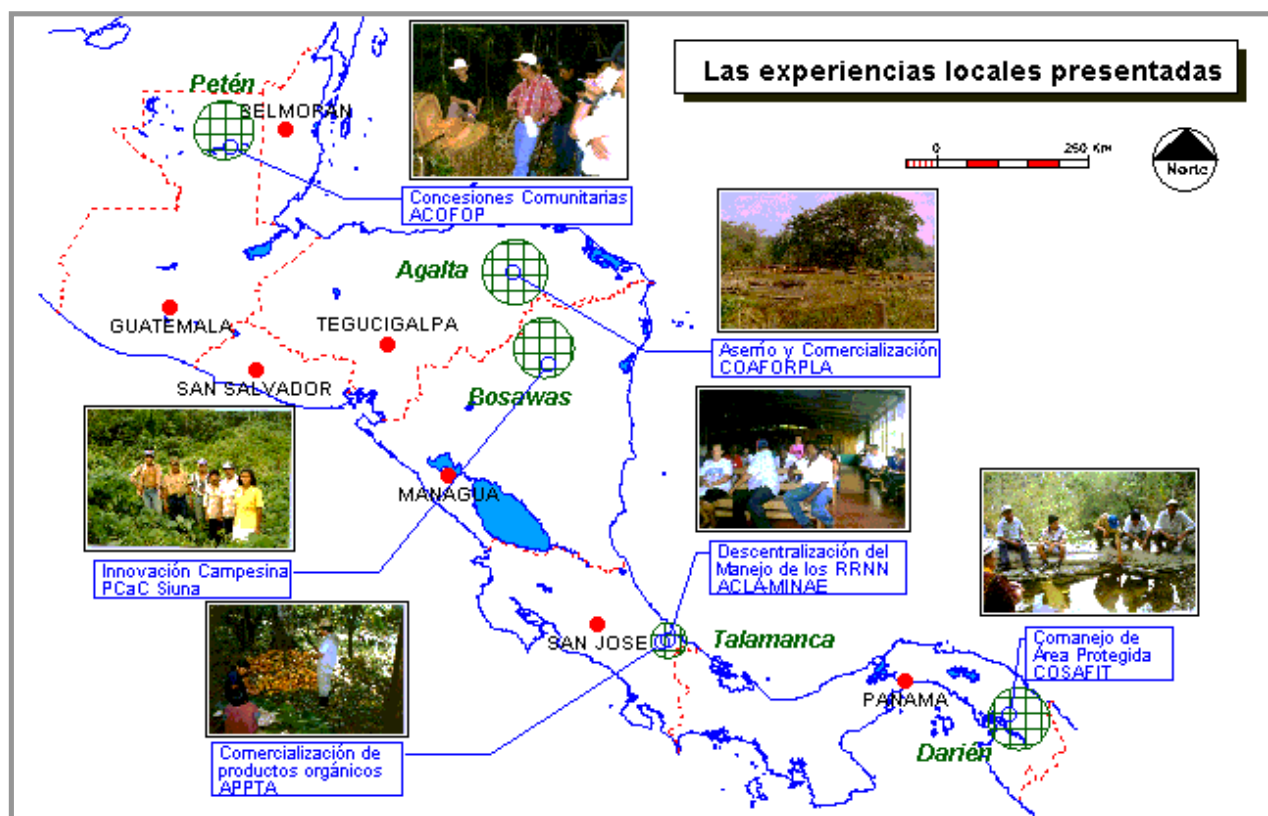 Las experiencias locales presentadas
Petén
BELMOPAN
0
250 Km
Norte
Concesiones Comunitarias
ACOFOP
Agalta
GUATEMALA
TEGUCIGALPA
Aserrío y Comercialización
COAFORPLA
SAN SALVADOR
Bosawas
MANAGUA
Innovación Campesina
PCaC Siuna
Descentralización del
Manejo de los RRNN
ACLA-MINAE
SAN JOSE
Talamanca
Comanejo de
Área Protegida
COSAFIT
PANAMA
Darién
Comercialización de
productos orgánicos
APPTA